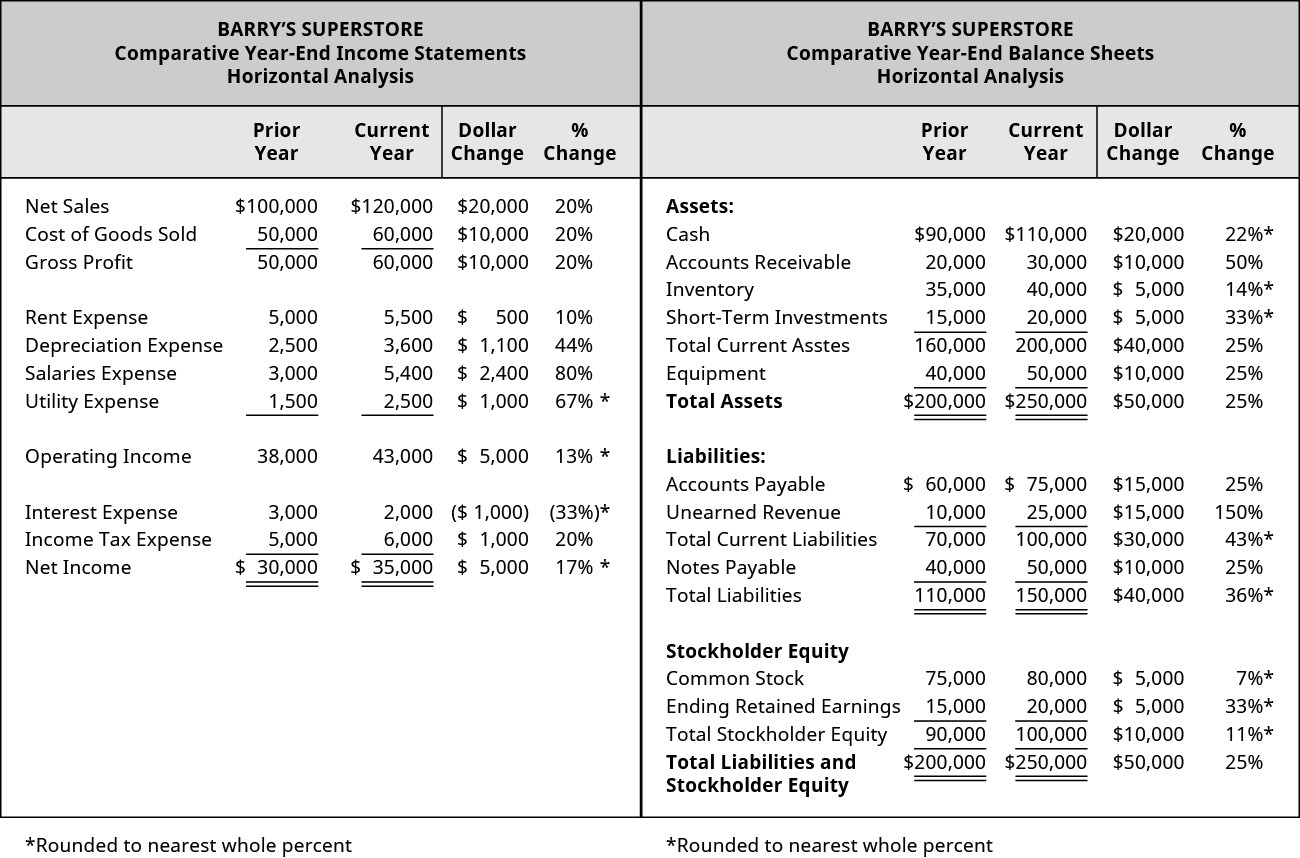 BARRY’S SUPERSTORE
Comparative Year-End Income Statements
Horizontal Analysis
Prior Year Current Year Dollar Change % Change
Net Sales $100,000 $120,000 $20,000 20%
Cost of Goods Sold 50,000 60,000 $10,000 20%
Gross Profit 50,000 60,000 $10,000 20%
Rent Expense 5,000 5,500 $ 500 10%
Depreciation Expense 2,500 3,600 $ 1,100 44%
Salaries Expense 3,000 5,400 $ 2,400 80%
Utility Expense 1,500 2,500 $ 1,000 67% *
Operating Income 38,000 43,000 $ 5,000 13% *
Interest Expense 3,000 2,000 ($ 1,000) (33%)*
Income Tax Expense 5,000 6,000 $ 1,000 20%
Net Income $ 30,000 $ 35,000 $ 5,000 17% *
*Rounded to nearest whole percent
BARRY’S SUPERSTORE
Comparative Year-End Balance Sheets
Horizontal Analysis
Prior Year Current Year Dollar Change % Change
Assets:
Cash $90,000 $110,000 $20,000 22%*
Accounts Receivable 20,000 30,000 $10,000 50%
Inventory 35,000 40,000 $ 5,000 14%*
Short-Term Investments 15,000 20,000 $ 5,000 33%*
Total Current Asstes 160,000 200,000 $40,000 25%
Equipment 40,000 50,000 $10,000 25%
Total Assets $200,000 $250,000 $50,000 25%
Liabilities:
Accounts Payable $ 60,000 $ 75,000 $15,000 25%
Unearned Revenue 10,000 25,000 $15,000 150%
Total Current Liabilities 70,000 100,000 $30,000 43%*
Notes Payable 40,000 50,000 $10,000 25%
Total Liabilities 110,000 150,000 $40,000 36%*
Stockholder Equity
Common Stock 75,000 80,000 $ 5,000 7%*
Ending Retained Earnings 15,000 20,000 $ 5,000 33%*
Total Stockholder Equity 90,000 100,000 $10,000 11%*
Total Liabilities and $200,000 $250,000 $50,000 25%
Stockholder Equity
*Rounded to nearest whole percent